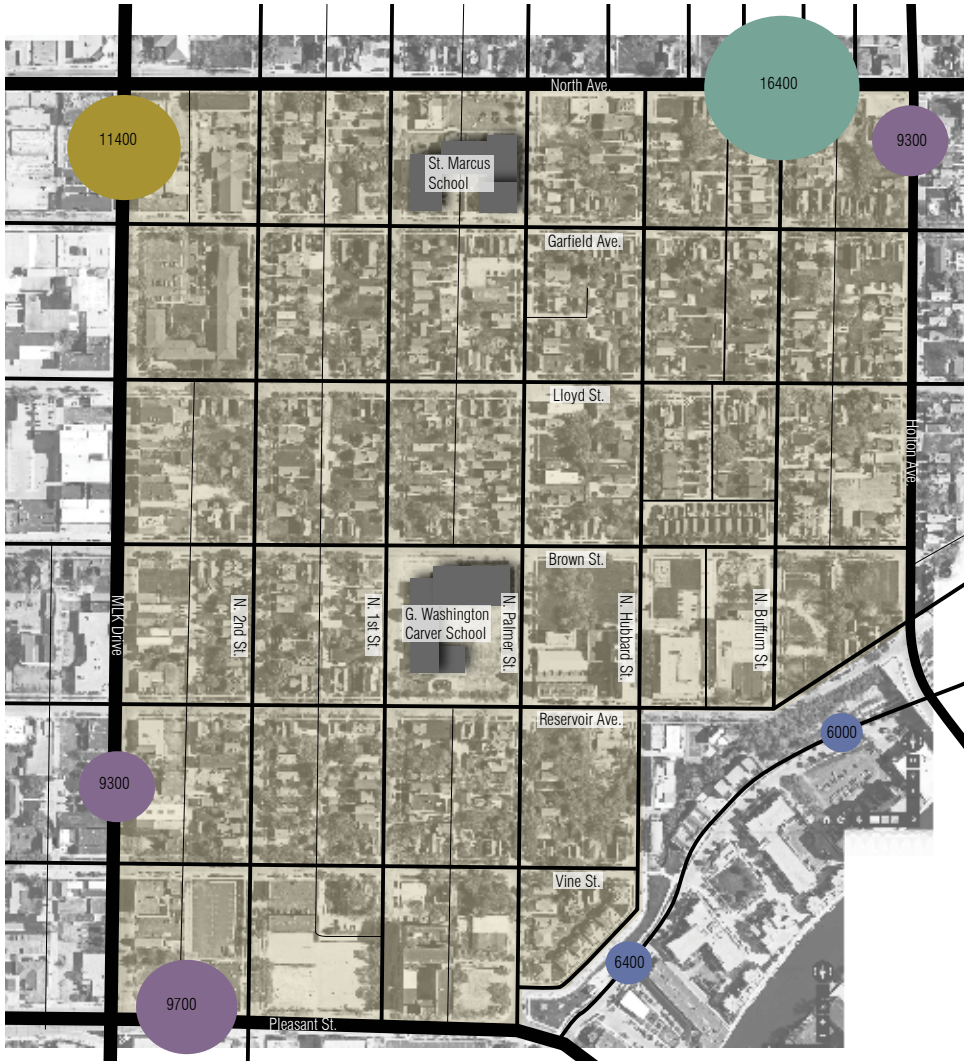 North Ave.
16400
11400
9300
St. Marcus
School
Garfield Ave.
Lloyd St.
Holton Ave
Brown St.
MLK Drive
N. 2nd St.
N. 1st St.
G. Washington
Carver School
N. Palmer St.
N. Hubbard St.
N. Buffum St.
Reservoir Ave.
6000
9300
Vine St.
6400
9700
Pleasant St.